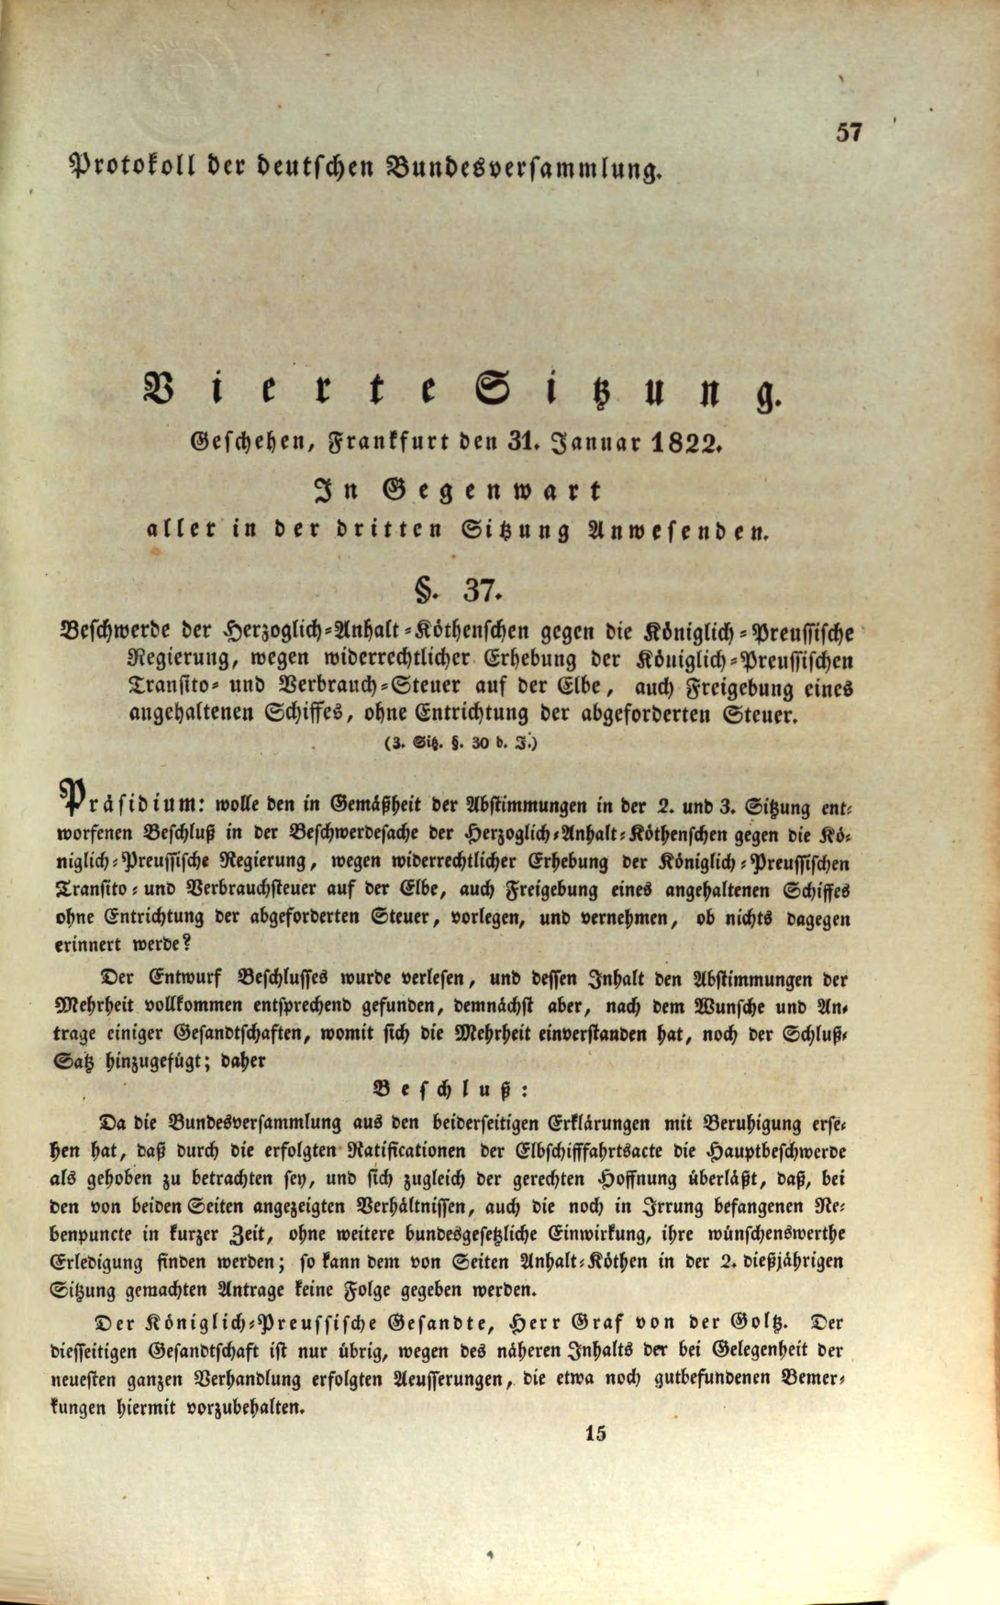 57
Protokoll der deutschen Bundesversammlung.
Vierte Sitzung.
Geschehen, Frankfurt den 31. Januar 1822.
In Gegenwart
aller in der dritten Sitzung Anwesenden.
§. 37.
Beschwerde der Herzoglich-Anhalt-Köthenschen gegen die Königlich-Preussische
Regierung, wegen widerrechtlicher Erhebung der Königlich-Preussischen
Transito- und Verbrauch-Steuer auf der Elbe, auch Freigebung eines
angehaltenen Schiffes, ohne Entrichtung der abgeforderten Steuer.
(3. Sitz. §. 30 d. J.)
Präsidium: wolle den in Gemäßheit der Abstimmungen in der 2. und 3. Sitzung ent-
worfenen Beschluß in der Beschwerdesache der Herzoglich-Anhalt-Köthenschen gegen die Kö-
niglich-Preussische Regierung, wegen widerrechtlicher Erhebung der Königlich-Preussischen
Transito- und Verbrauchsteuer auf der Elbe, auch Freigebung eines angehaltenen Schiffes
ohne Entrichtung der abgeforderten Steuer, vorlegen, und vernehmen, ob nichts dagegen
erinnert werde?
Der Entwurf Beschlusses wurde verlesen, und dessen Inhalt den Abstimmungen der
Mehrheit vollkommen entsprechend gefunden, demnächst aber, nach dem Wunsche und An-
trage einiger Gesandtschaften, womit sich die Mehrheit einverstanden hat, noch der Schluß-
Satz hinzugefügt; daher
Beschluß:
Da die Bundesversammlung aus den beiderseitigen Erklärungen mit Beruhigung erse-
hen hat, daß durch die erfolgten Ratificationen der Elbschifffahrtsacte die Hauptbeschwerde
als gehoben zu betrachten sey, und sich zugleich der gerechten Hoffnung überläßt, daß, bei
den von beiden Seiten angezeigten Verhältnissen, auch die noch in Irrung befangenen Ne-
benpuncte in kurzer Zeit, ohne weitere bundesgesetzliche Einwirkung, ihre wünschenswerthe
Erledigung finden werden; so kann dem von Seiten Anhalt-Köthen in der 2. dießjährigen
Sitzung gemachten Antrage keine Folge gegeben werden.
Der Königlich-Preussische Gesandte, Herr Graf von der Goltz. Der
diesseitigen Gesandtschaft ist nur übrig, wegen des näheren Inhalts der bei Gelegenheit der
neuesten ganzen Verhandlung erfolgten Aeusserungen, die etwa noch gutbefundenen Bemer-
kungen hiermit vorzubehalten.
15